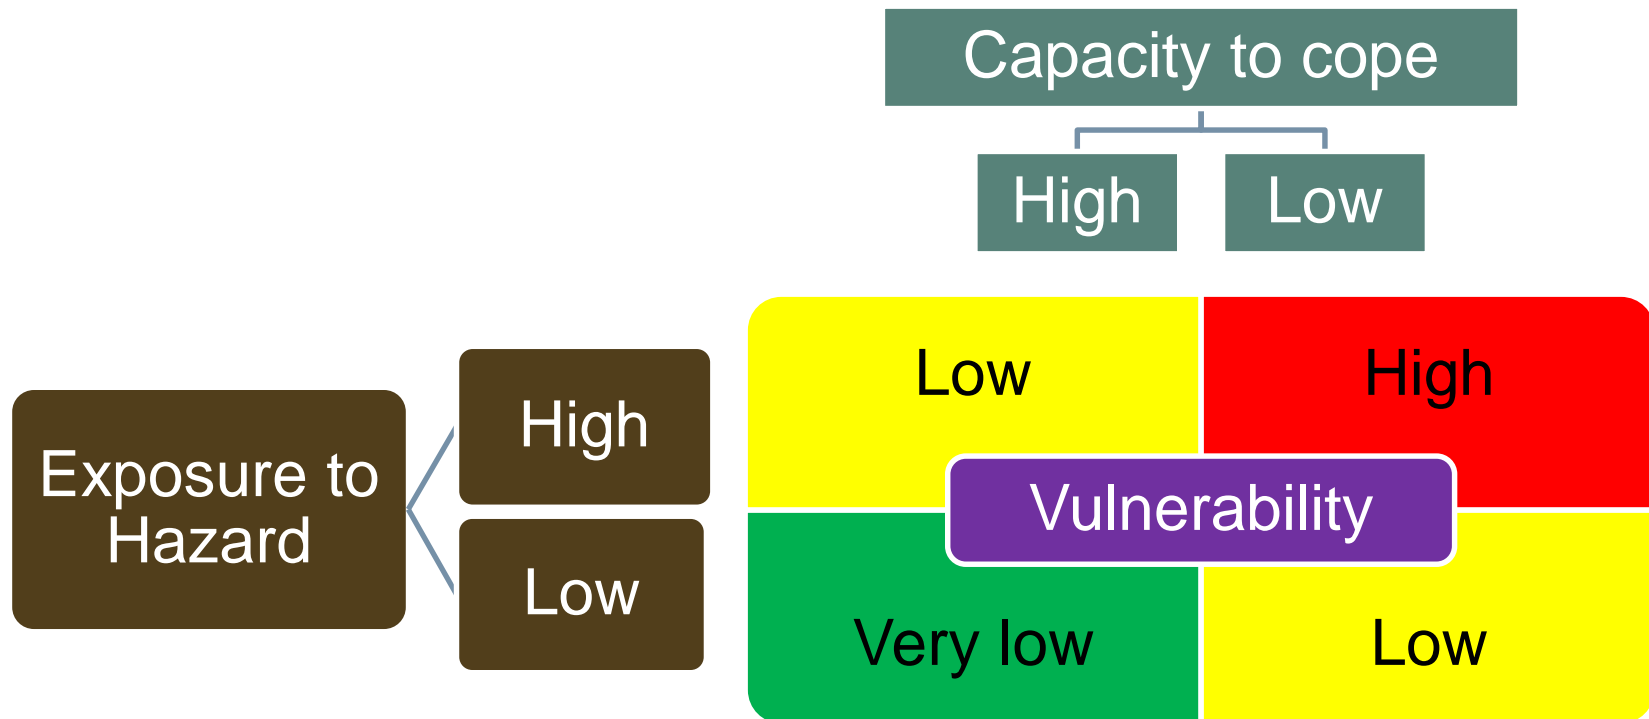 Capacity to cope
High
Low
Exposure to
Hazard
High
Low
Low
High
Vulnerability
Very low
Low